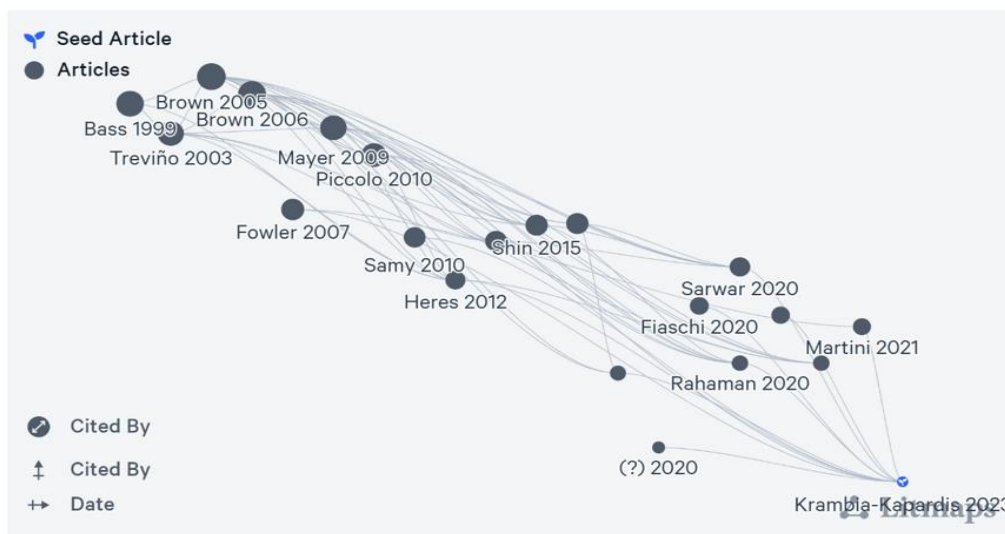 Seed Article
Articles
Brown 2005
Brown 2006
Bass 1999
Treviño 2003
Mayer 2009
Piccolo 2010
Fowler 2007
Shin 2015
Samy 2010
Heres 2012
Sarwar 2020
Fiaschi 2020
Martini 2021
Rahaman 2020
Cited By
Cited By
(?) 2020
Date
Krambia-Kapardis 2023
Litmaps